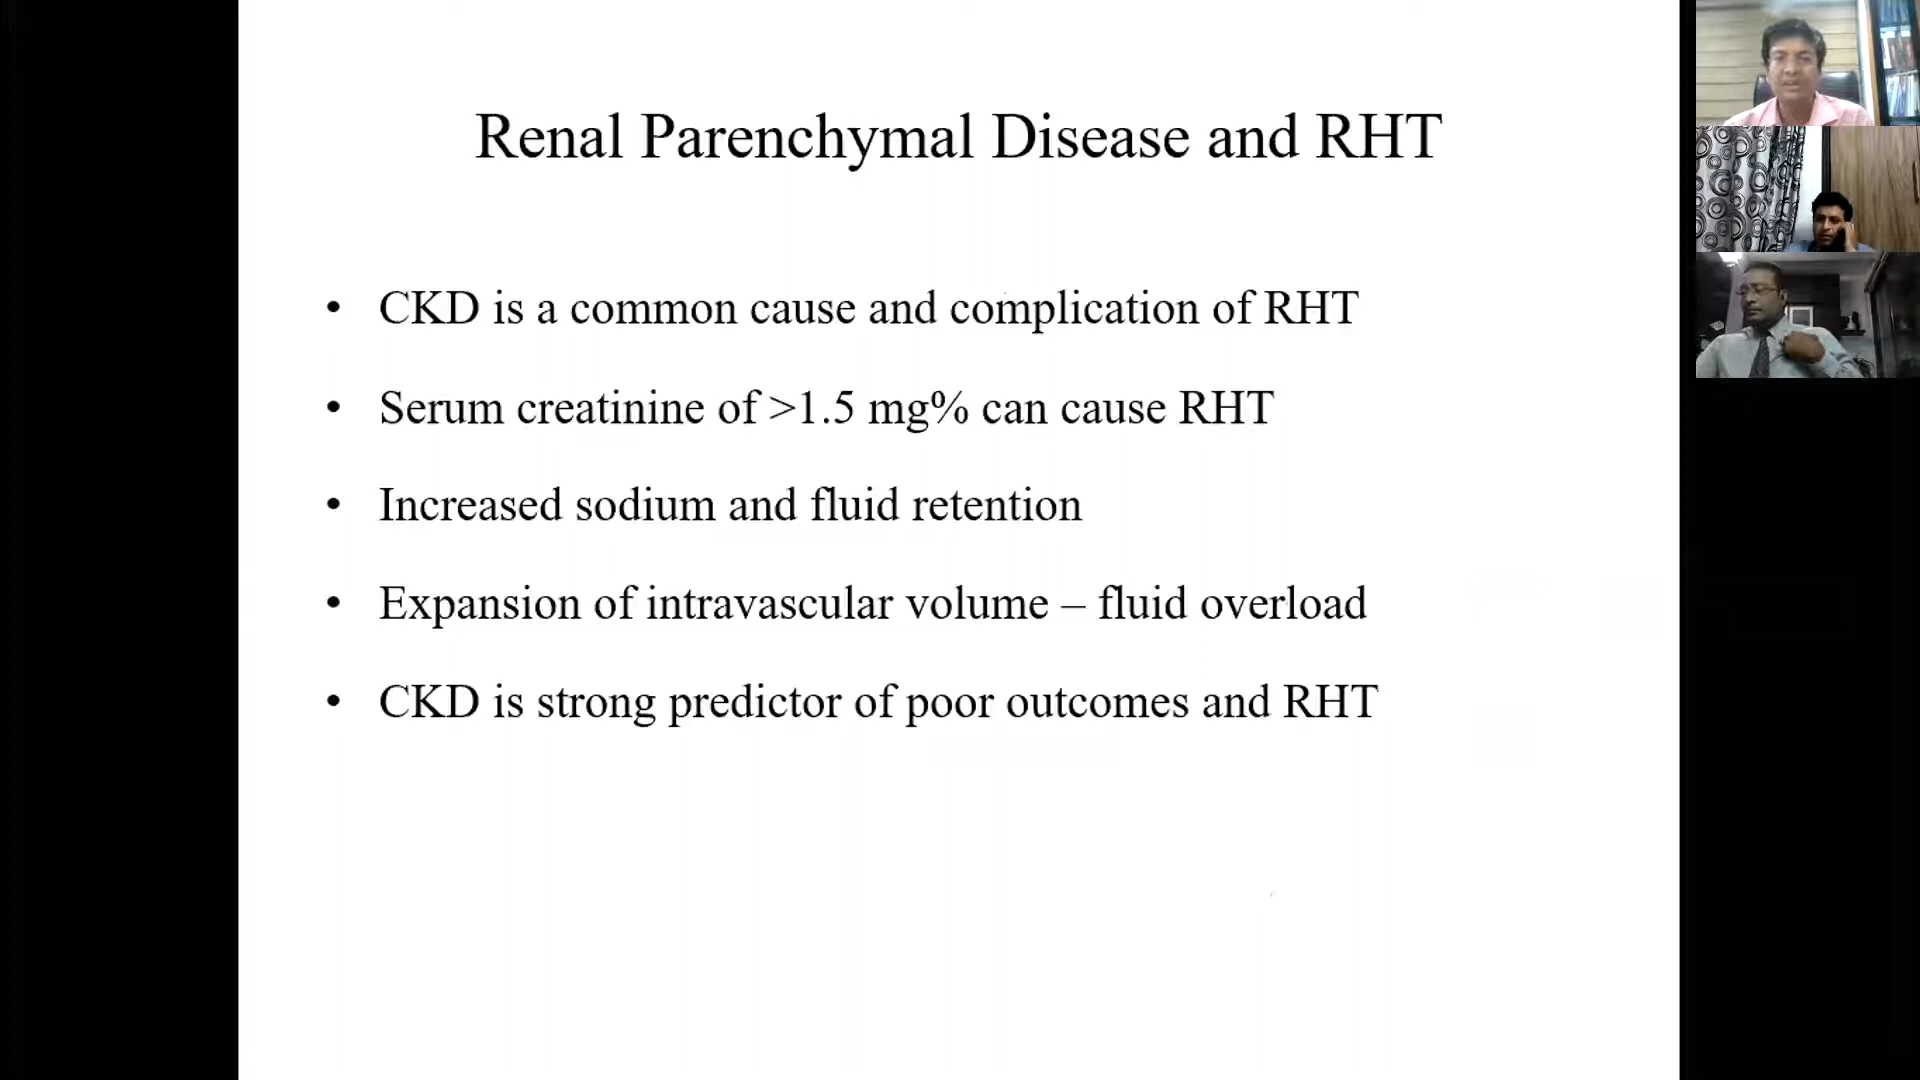 Renal Parenchymal Disease and RHT
• CKD is a common cause and complication of RHT
• Serum creatinine of >1.5 mg% can cause RHT
• Increased sodium and fluid retention
• Expansion of intravascular volume – fluid overload
• CKD is strong predictor of poor outcomes and RHT